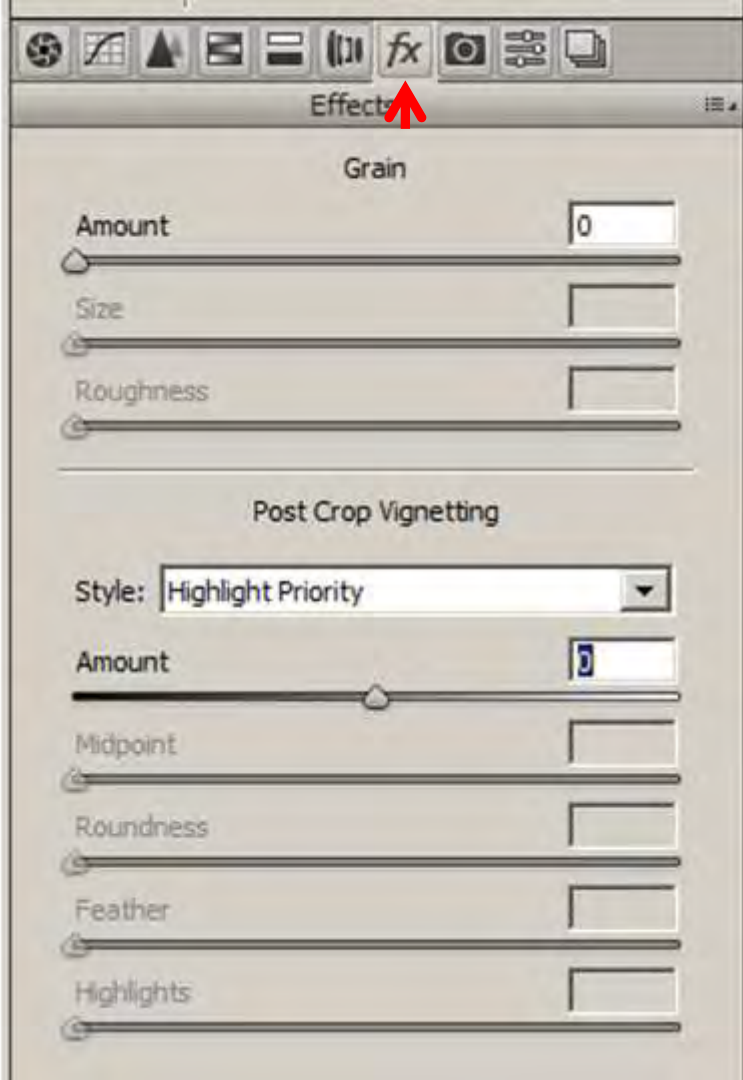 fx
Effects
Grain
Amount 0
Size
Roughness
Post Crop Vignetting
Style: Highlight Priority
Amount 0
Midpoint
Roundness
Feather
Highlights